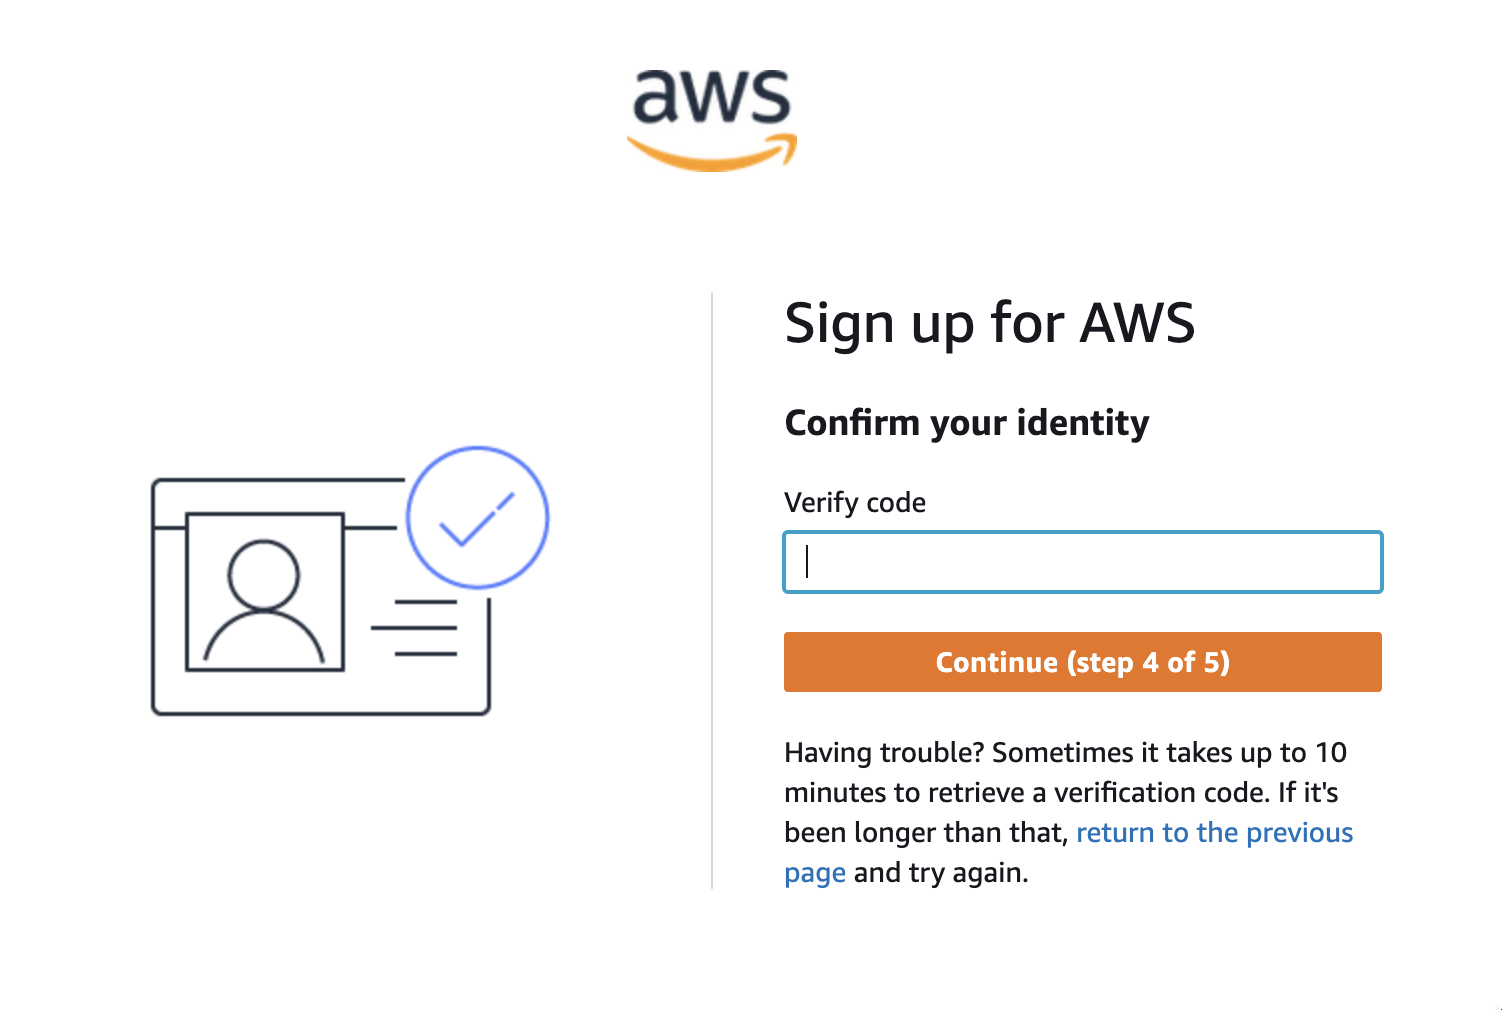 aws
Sign up for AWS
Confirm your identity
Verify code
Continue (step 4 of 5)
Having trouble? Sometimes it takes up to 10
minutes to retrieve a verification code. If it's
been longer than that, return to the previous
page and try again.